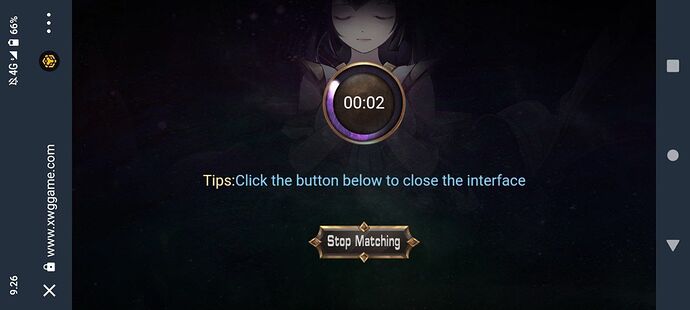 4G 66%
www.xwggame.com
9.26
00:02
Tips:Click the button below to close the interface
Stop Matching